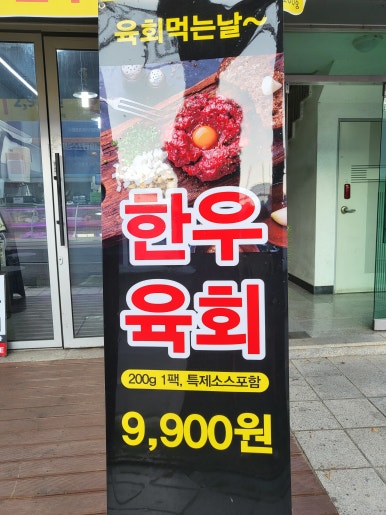 육회먹는날~
한우
육회
200g 1팩, 특제소스포함
9,900원